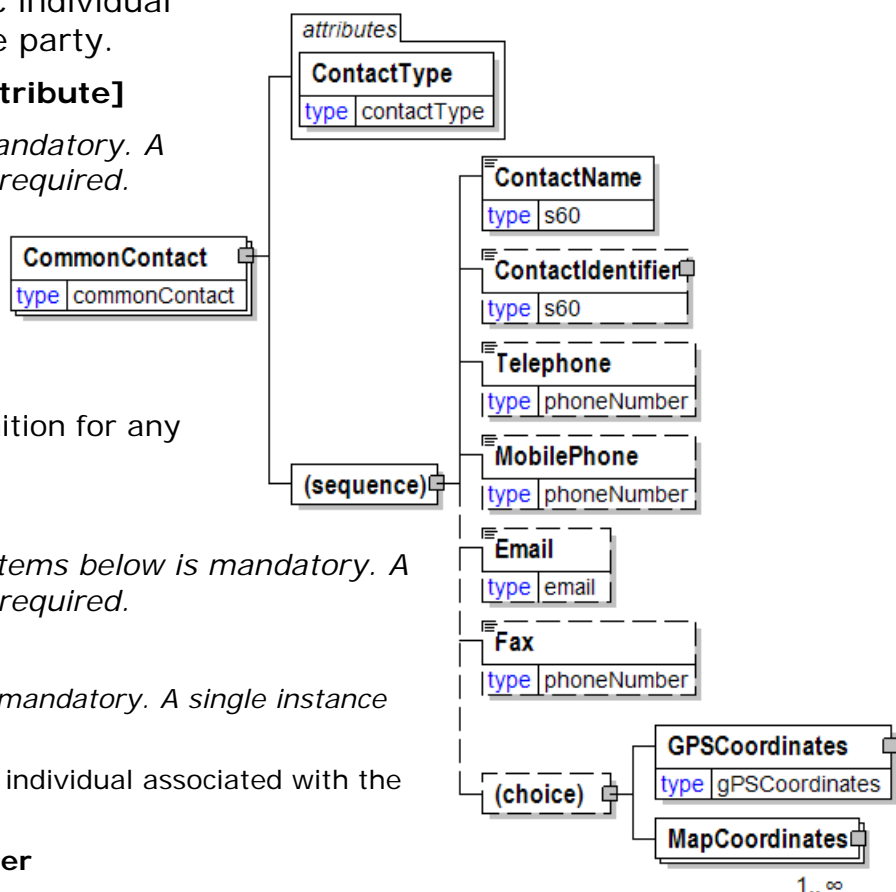 individual
party.
attributes
ContactType
type contactType
tribute]
andatory. A
required.
ContactName
type s60
CommonContact
type commonContact
ContactIdentifier
type s60
Telephone
type phoneNumber
ition for any
MobilePhone
type phoneNumber
(sequence)
Email
type email
tems below is mandatory. A
required.
Fax
type phoneNumber
mandatory. A single instance
individual associated with the
(choice)
GPSCoordinates
type gPSCoordinates
MapCoordinates
er
1..∞